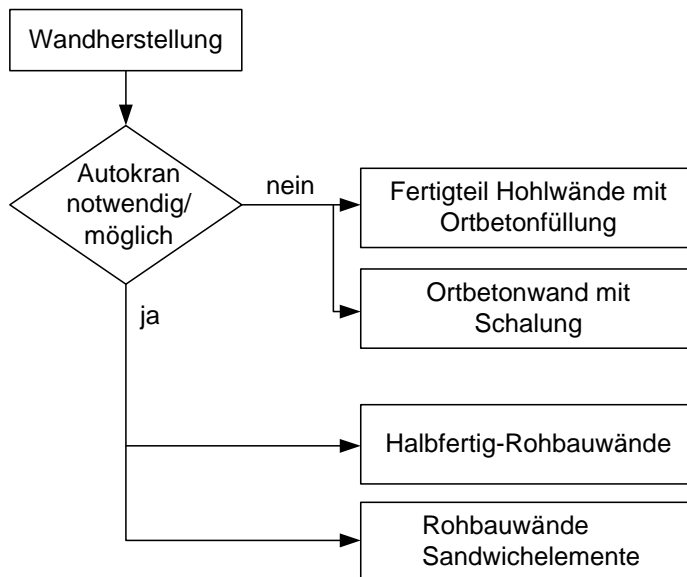 Wandherstellung
Autokran
notwendig/
möglich
nein
Fertigteil Hohlwände mit
Ortbetonfüllung
Ortbetonwand mit
Schalung
ja
Halbfertig-Rohbauwände
Rohbauwände
Sandwichelemente